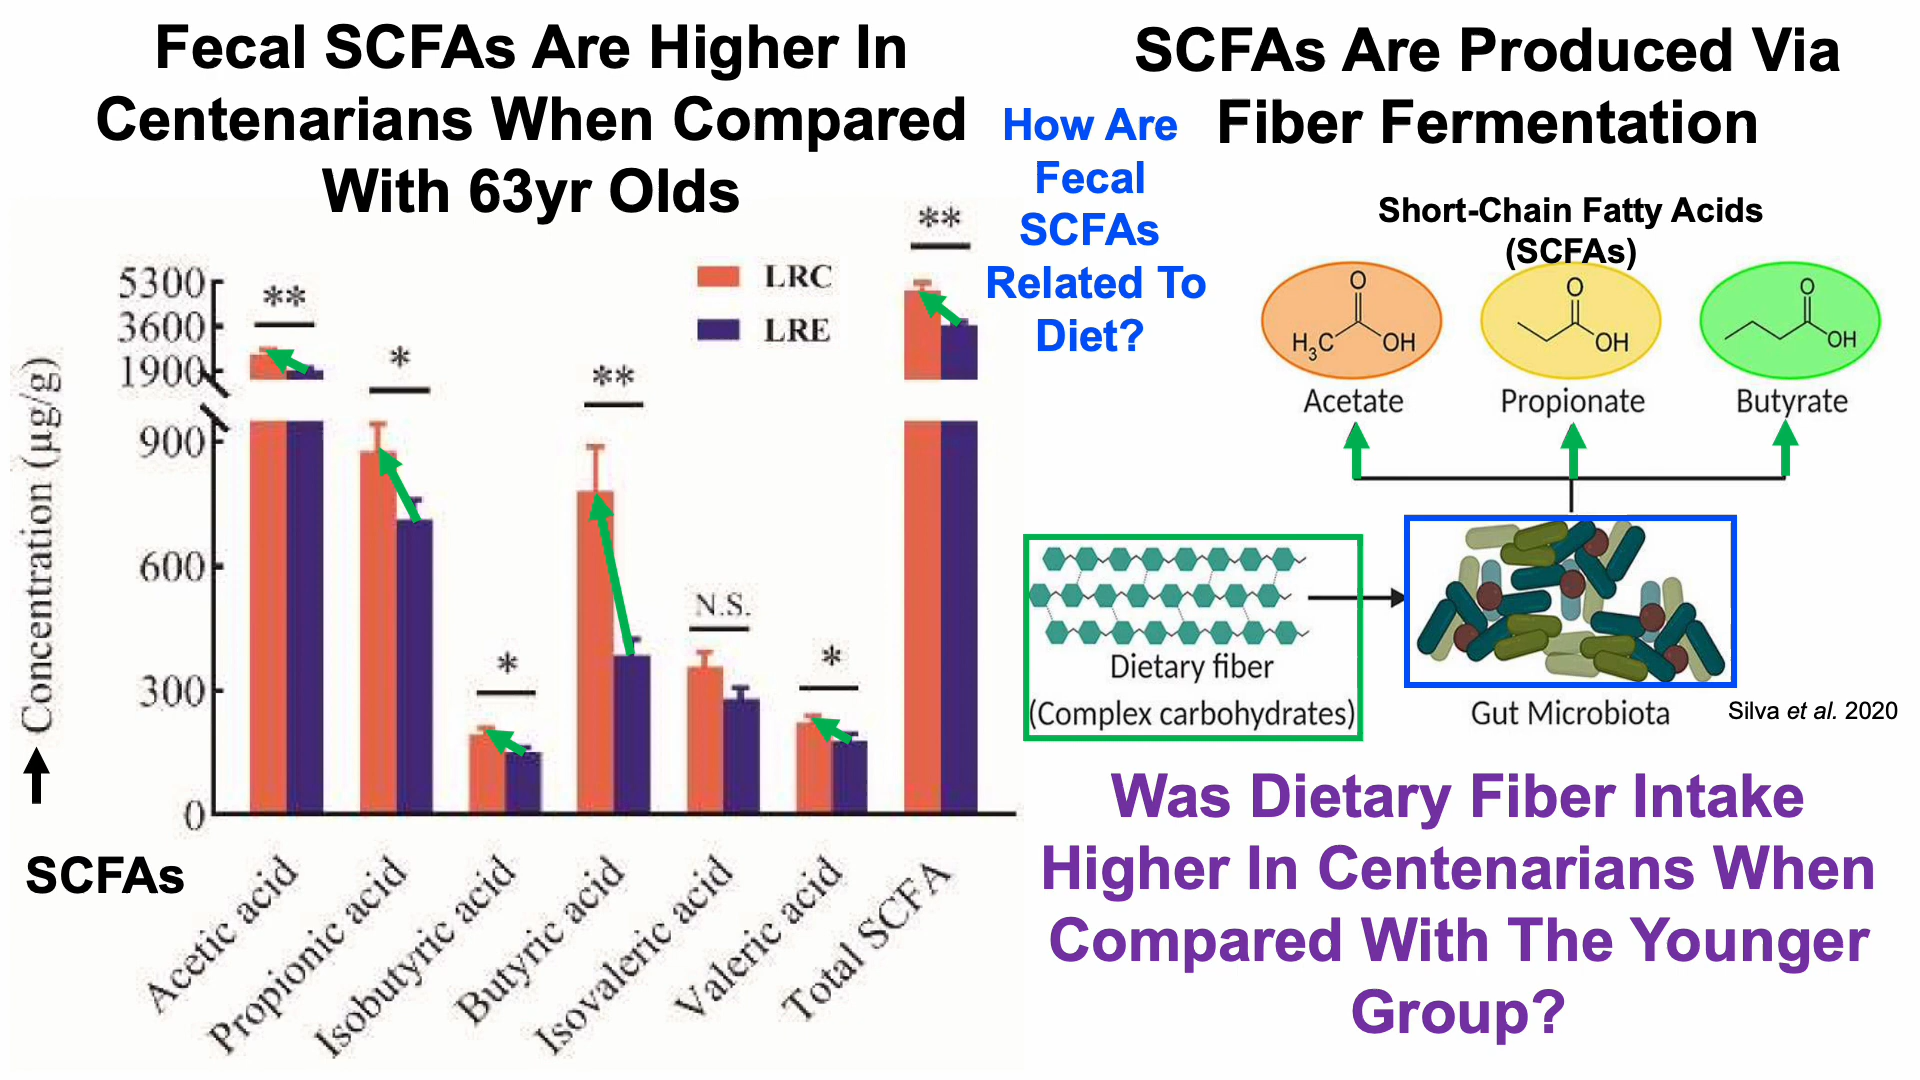 Fecal SCFAs Are Higher In
Centenarians When Compared
With 63yr Olds
SCFAs Are Produced Via
Fiber Fermentation
How Are
Fecal
SCFAs
Related To
Diet?
Concentration (µg/g)
5300
3600
1900
900
600
300
0
**
*
*
**
N.S.
*
**
LRC
LRE
SCFAs
Acetic acid
Propionic acid
Isobutyric acid
Butyric acid
Isovaleric acid
Valeric acid
Total SCFA
Short-Chain Fatty Acids
(SCFAs)
O
H3C
OH
O
OH
O
OH
Acetate
Propionate
Butyrate
Dietary fiber
(Complex carbohydrates)
Gut Microbiota
Silva et al. 2020
Was Dietary Fiber Intake
Higher In Centenarians When
Compared With The Younger
Group?